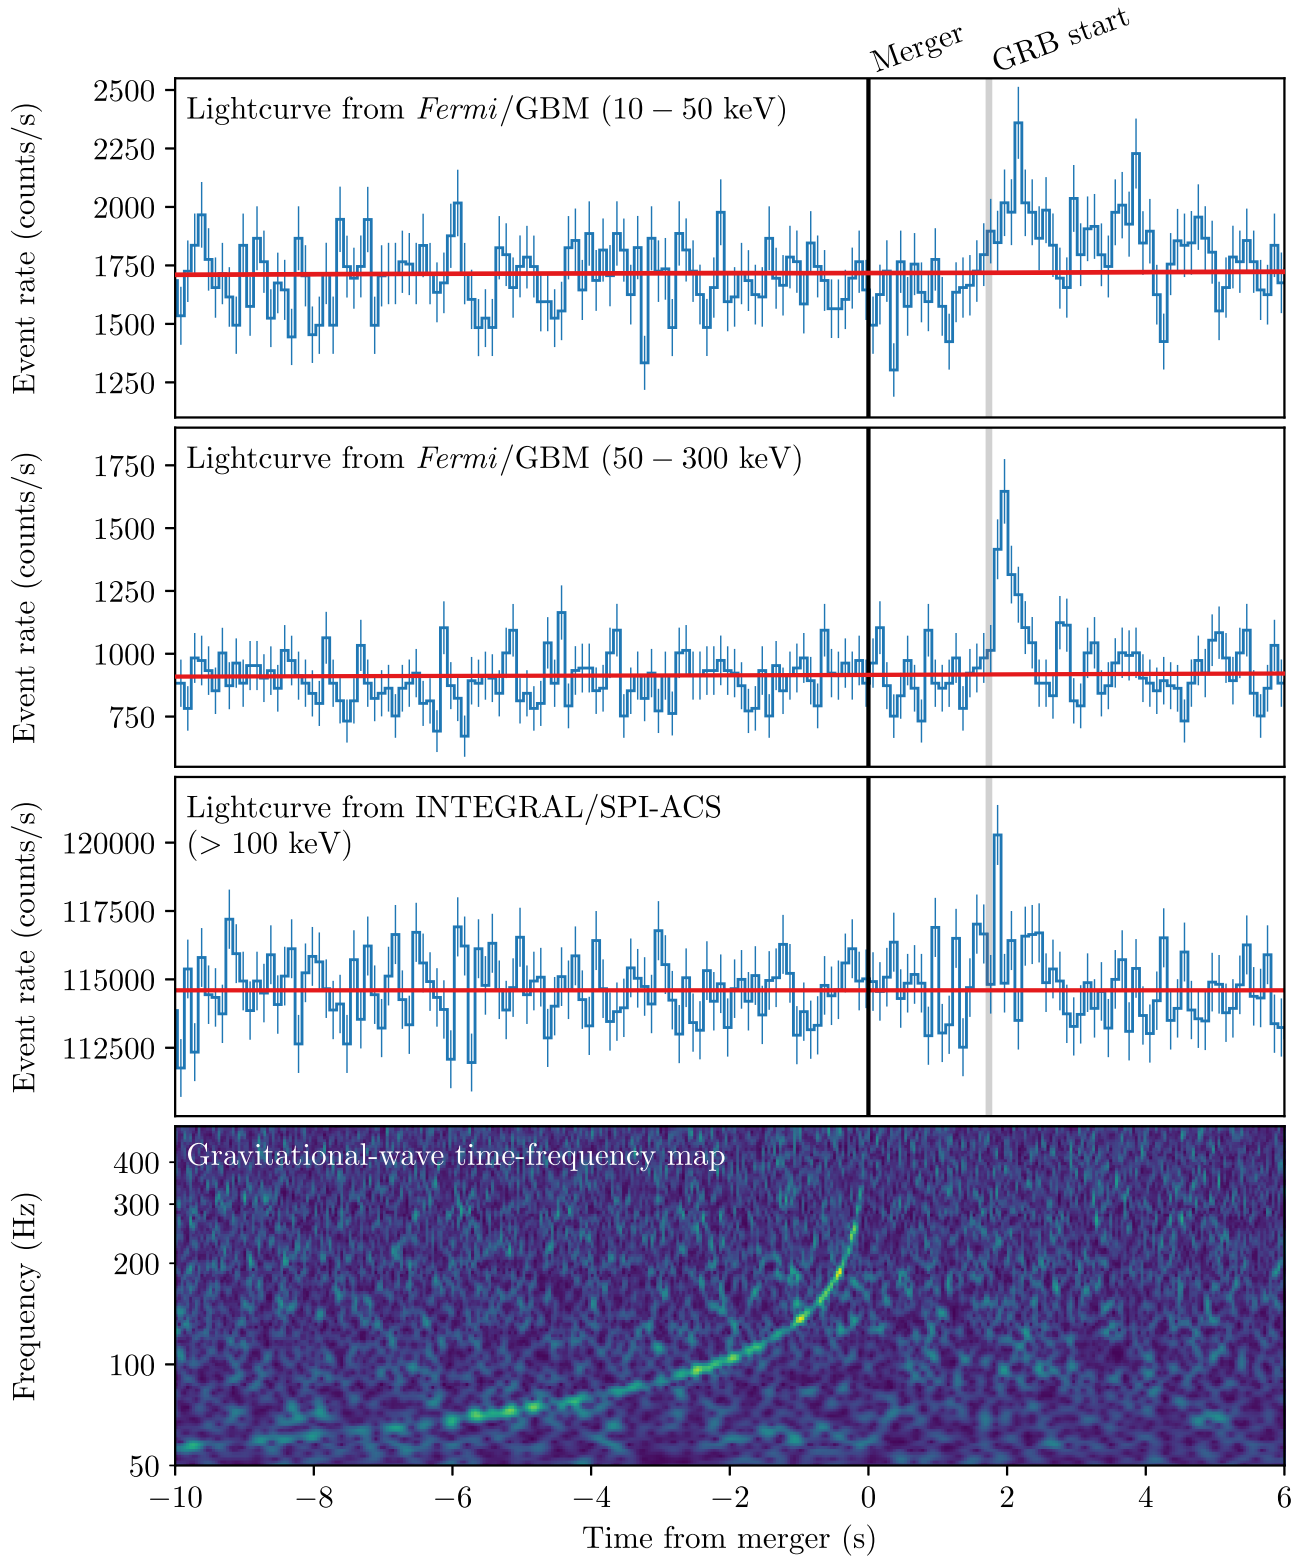 Merger
GRB start
Lightcurve from Fermi/GBM (10 − 50 keV)
Event rate (counts/s)
2500
2250
2000
1750
1500
1250
Lightcurve from Fermi/GBM (50 − 300 keV)
Event rate (counts/s)
1750
1500
1250
1000
750
Lightcurve from INTEGRAL/SPI-ACS
(> 100 keV)
Event rate (counts/s)
120000
117500
115000
112500
Gravitational-wave time-frequency map
Frequency (Hz)
400
300
200
100
50
−10 −8 −6 −4 −2 0 2 4 6
Time from merger (s)